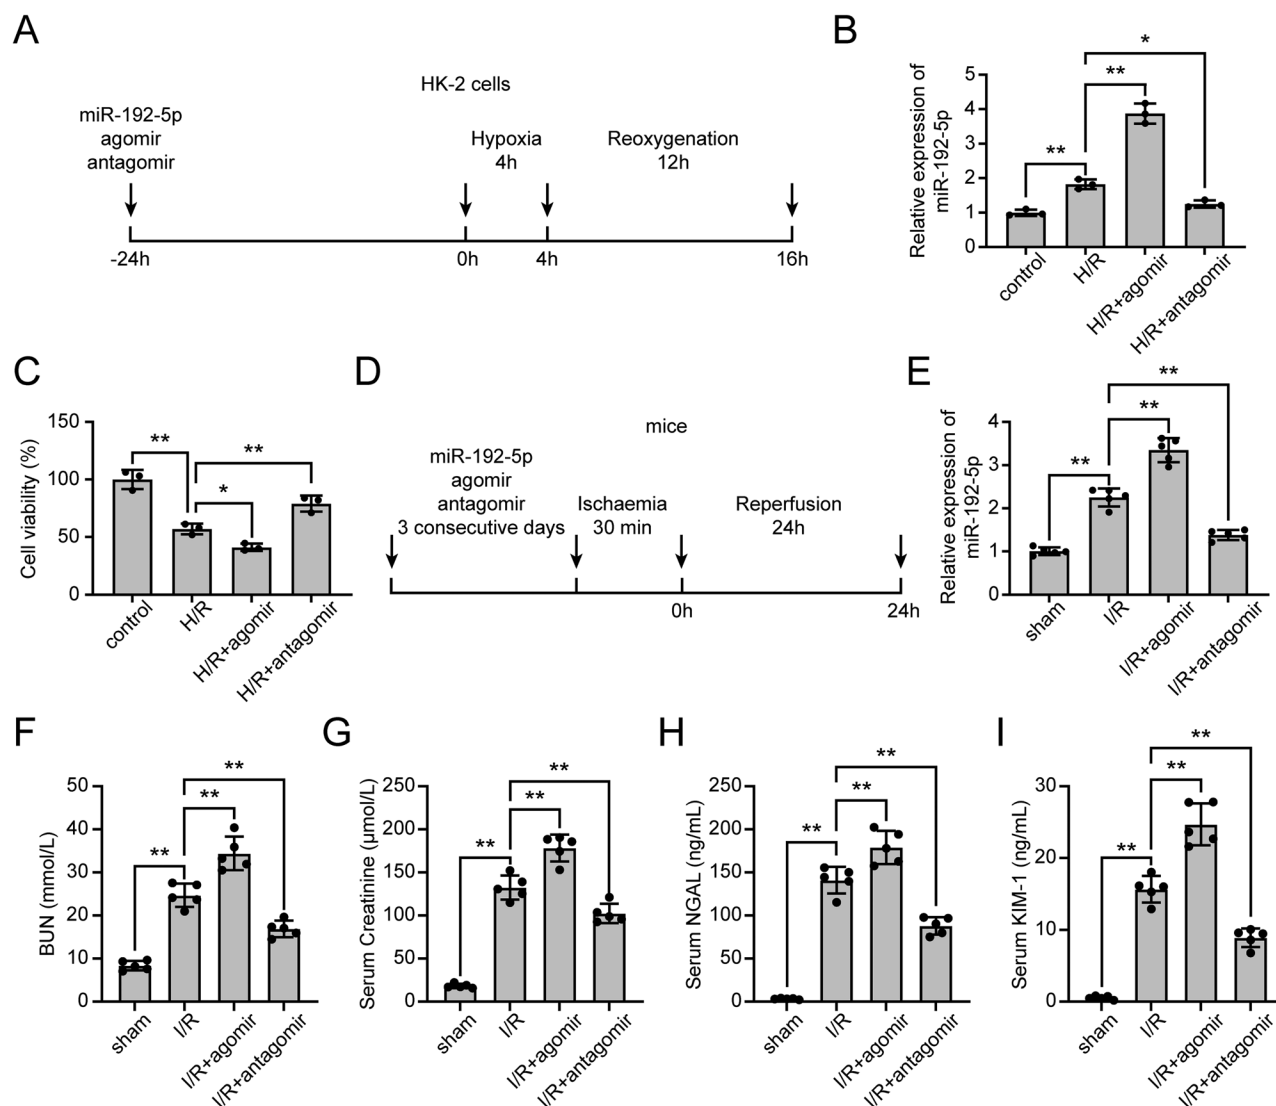 A
HK-2 cells
miR-192-5p
agomir
antagomir
Hypoxia
4h
Reoxygenation
12h
-24h
0h
4h
16h
B
Relative expression of
miR-192-5p
5
4
3
2
1
0
**
**
*
control
H/R
H/R+agomir
H/R+antagomir
C
Cell viability (%)
150
100
50
0
**
**
*
control
H/R
H/R+agomir
H/R+antagomir
D
mice
miR-192-5p
agomir
antagomir
3 consecutive days
Ischaemia
30 min
Reperfusion
24h
0h
24h
E
Relative expression of
miR-192-5p
4
3
2
1
0
**
**
**
sham
I/R
I/R+agomir
I/R+antagomir
F
BUN (mmol/L)
50
40
30
20
10
0
**
**
**
sham
I/R
I/R+agomir
I/R+antagomir
G
Serum Creatinine (μmol/L)
250
200
150
100
50
0
**
**
**
sham
I/R
I/R+agomir
I/R+antagomir
H
Serum NGAL (ng/mL)
250
200
150
100
50
0
**
**
**
sham
I/R
I/R+agomir
I/R+antagomir
I
Serum KIM-1 (ng/mL)
30
20
10
0
**
**
**
sham
I/R
I/R+agomir
I/R+antagomir